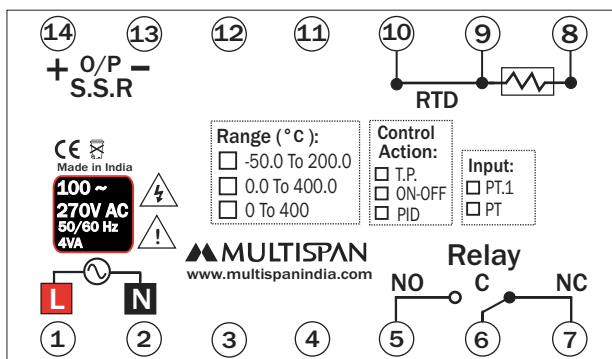 14 13 12 11 10 9 8
+ O/P −
S.S.R
RTD
CE
Made in India
100 ~
270V AC
50/60 Hz
4VA
Range (°C):
-50.0 To 200.0
0.0 To 400.0
0 To 400
Control
Action:
T.P.
ON-OFF
PID
Input:
PT.1
PT
MULTISPAN
www.multispanindia.com
Relay
NO C NC
L N
1 2 3 4 5 6 7